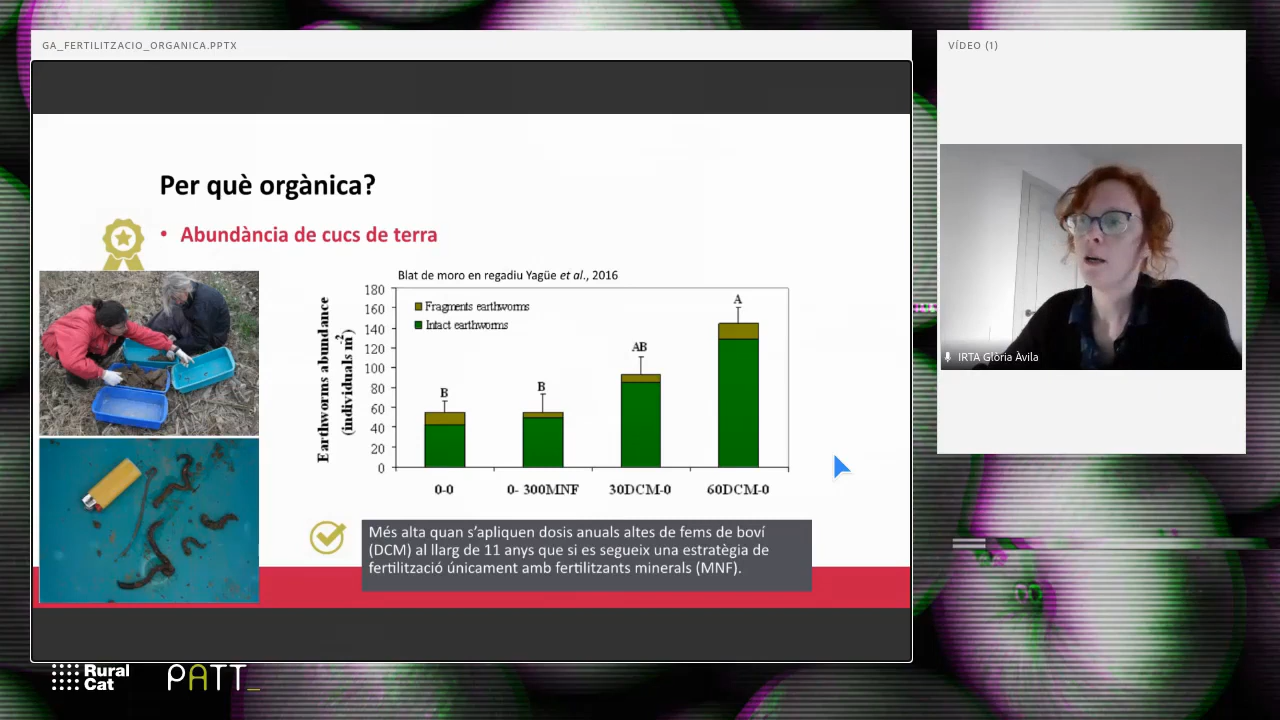 GA_FERTILITZACIO_ORGANICA.PPTX
VÍDEO (1)
Per què orgànica?
• Abundància de cucs de terra
Blat de moro en regadiu Yagüe et al., 2016
Earthworms abundance
(individuals m-2)
180
160
140
120
100
80
60
40
20
0
Fragments earthworms
Intact earthworms
B
B
AB
A
0-0
0- 300MNF
30DCM-0
60DCM-0
Més alta quan s'apliquen dosis anuals altes de fems de boví
(DCM) al llarg de 11 anys que si es segueix una estratègia de
fertilització únicament amb fertilitzants minerals (MNF).
IRTA Glòria Àvila
Rural
Cat
PATT_